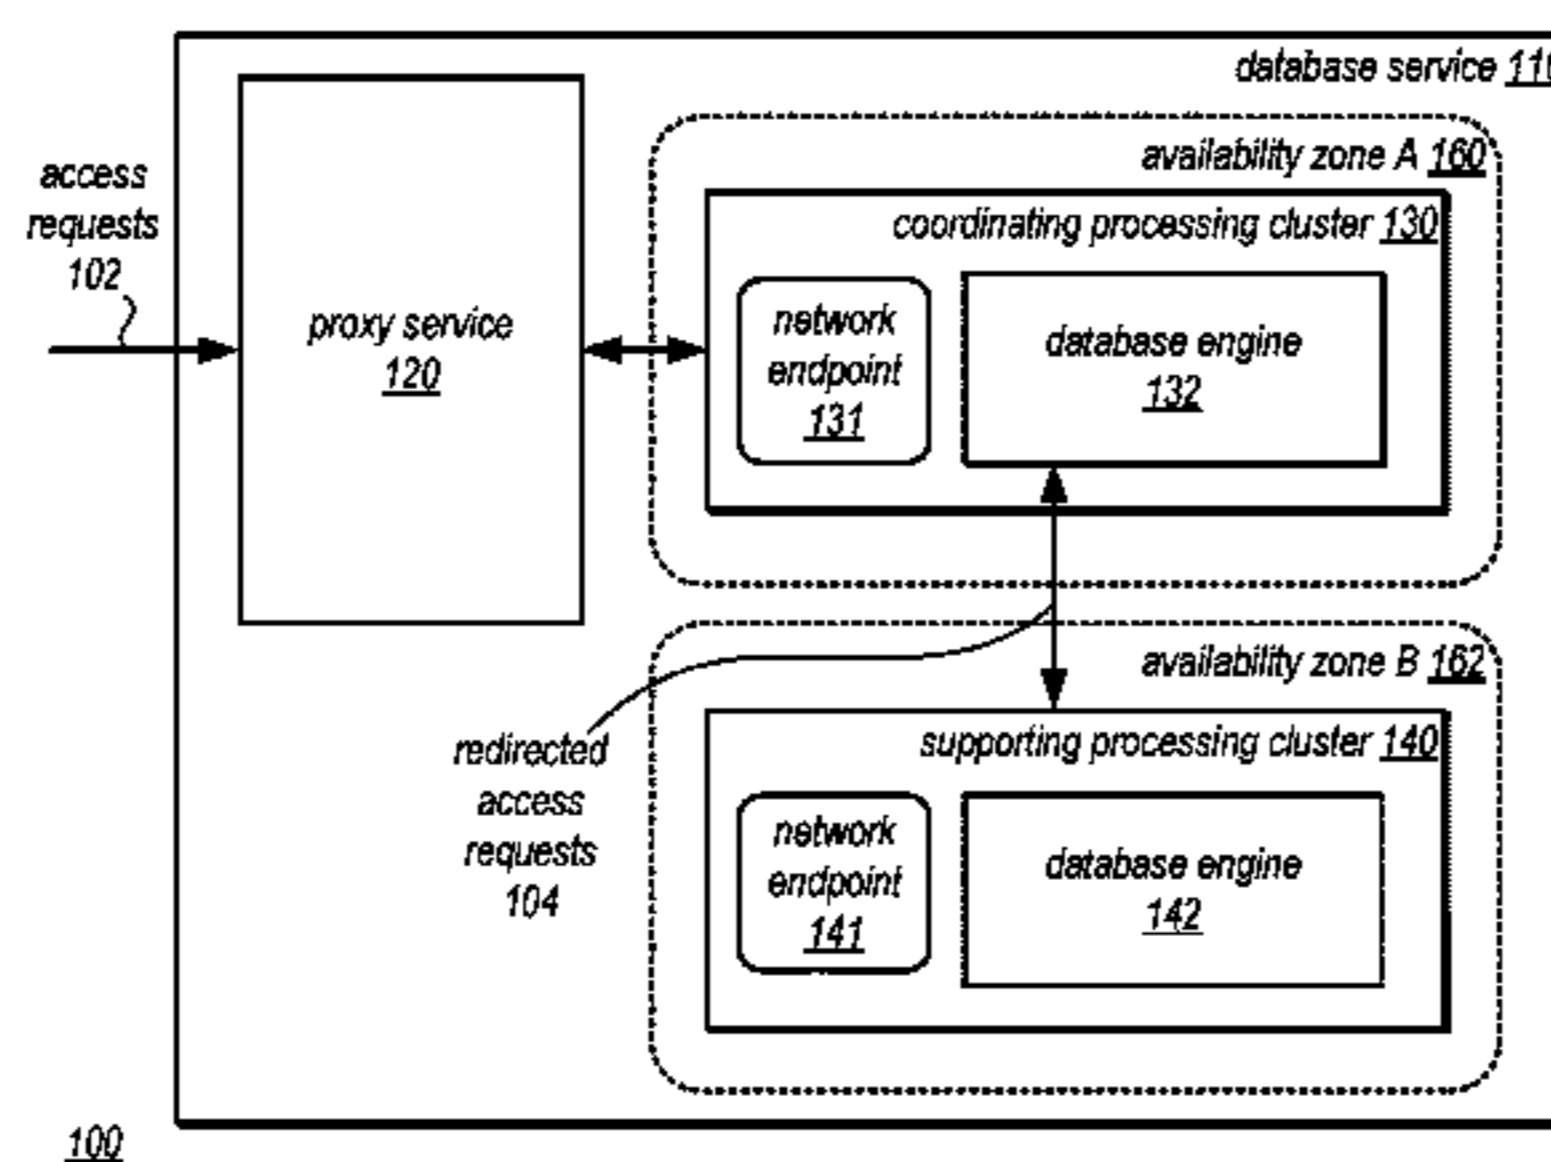 database service 110
access
requests
102
proxy service
120
availability zone A 160
coordinating processing cluster 130
network
endpoint
131
database engine
132
availability zone B 162
supporting processing cluster 140
redirected
access
requests
104
network
endpoint
141
database engine
142
100